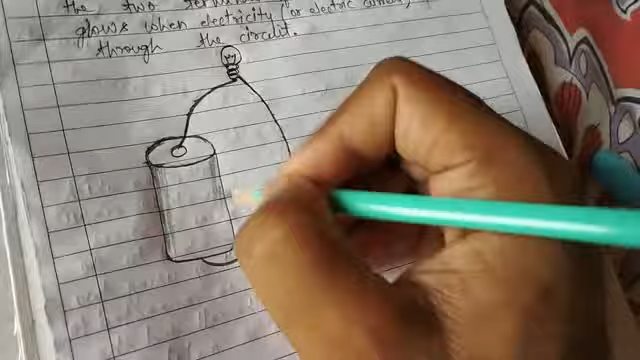 the two
glows when electricity or electric current,
through the circuit.